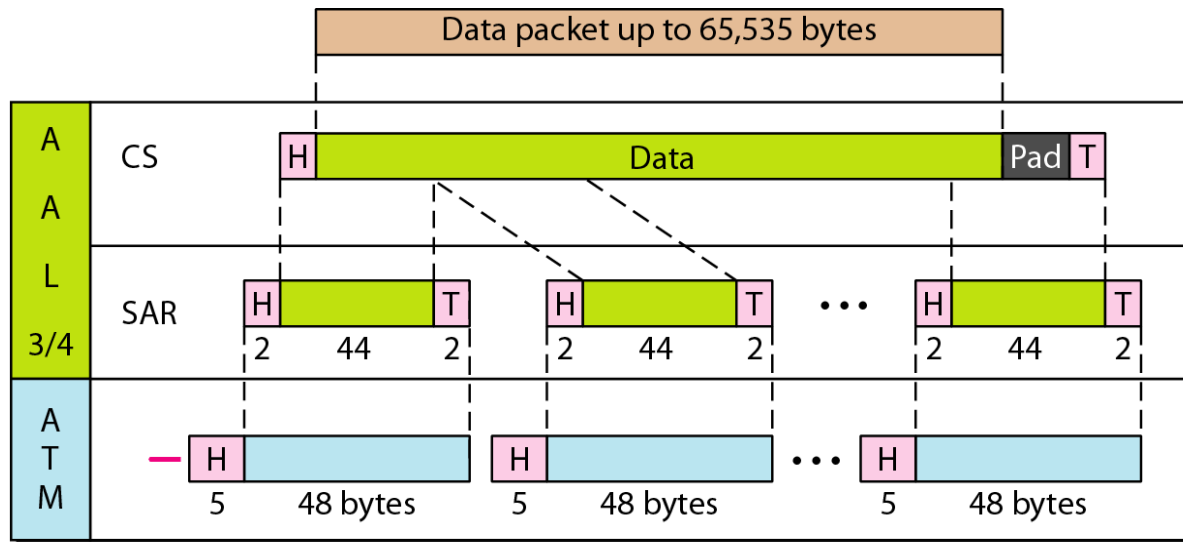 Data packet up to 65,535 bytes
A
A
L
3/4
CS
H Data Pad T
SAR
H T H T ••• H T
2 44 2 2 44 2 2 44 2
A
T
M
H H ••• H
5 48 bytes 5 48 bytes 5 48 bytes